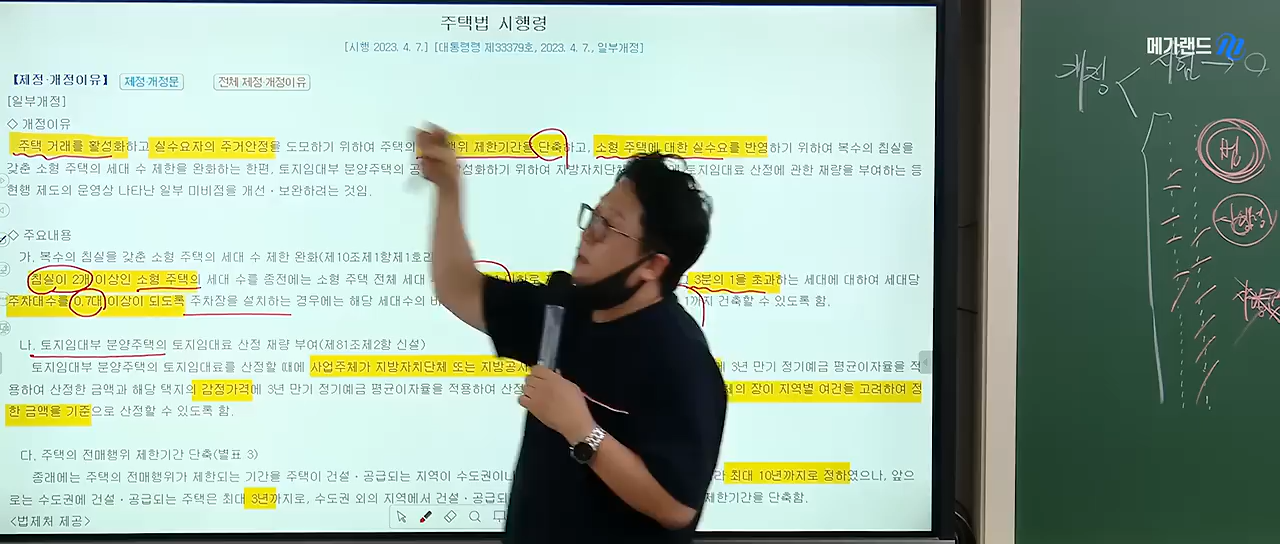 주택법 시행령
[시행 2023. 4. 7.] [대통령령 제33379호, 2023. 4. 7., 일부개정]
【제정·개정이유】 제정·개정문 전체 제정·개정이유
[일부개정]
◇ 개정이유
주택 거래를 활성화하고 실수요자의 주거안정을 도모하기 위하여 주택의 행위 제한기간을 단축하고, 소형 주택에 대한 실수요를 반영하기 위하여 복수의 침실을
갖춘 소형 주택의 세대 수 제한을 완화하는 한편, 토지임대부 분양주택의 공 성화하기 위하여 지방자치단체 토지임대료 산정에 관한 재량을 부여하는 등
현행 제도의 운영상 나타난 일부 미비점을 개선·보완하려는 것임.
◇ 주요내용
가. 복수의 침실을 갖춘 소형 주택의 세대 수 제한 완화(제10조제1항제1호
침실이 2개 이상인 소형 주택의 세대 수를 종전에는 소형 주택 전체 세대 3분의 1을 초과하는 세대에 대하여 세대당
주차대수를 0.7대 이상이 되도록 주차장을 설치하는 경우에는 해당 세대수의 비 1까지 건축할 수 있도록 함.
나. 토지임대부 분양주택의 토지임대료 산정 재량 부여(제81조제2항 신설)
토지임대부 분양주택의 토지임대료를 산정할 때에 사업주체가 지방자치단체 또는 지방공사 3년 만기 정기예금 평균이자율을 적
용하여 산정한 금액과 해당 택지의 감정가격에 3년 만기 정기예금 평균이자율을 적용하여 산정 의 장이 지역별 여건을 고려하여 정
한 금액을 기준으로 산정할 수 있도록 함.
다. 주택의 전매행위 제한기간 단축(별표 3)
종래에는 주택의 전매행위가 제한되는 기간을 주택이 건설·공급되는 지역이 수도권이나 최대 10년까지로 정하였으나, 앞으
로는 수도권에 건설·공급되는 주택은 최대 3년까지로, 수도권 외의 지역에서 건설·공급 제한기간을 단축함.
<법제처 제공>
메가랜드
개정
시험
법
시행령